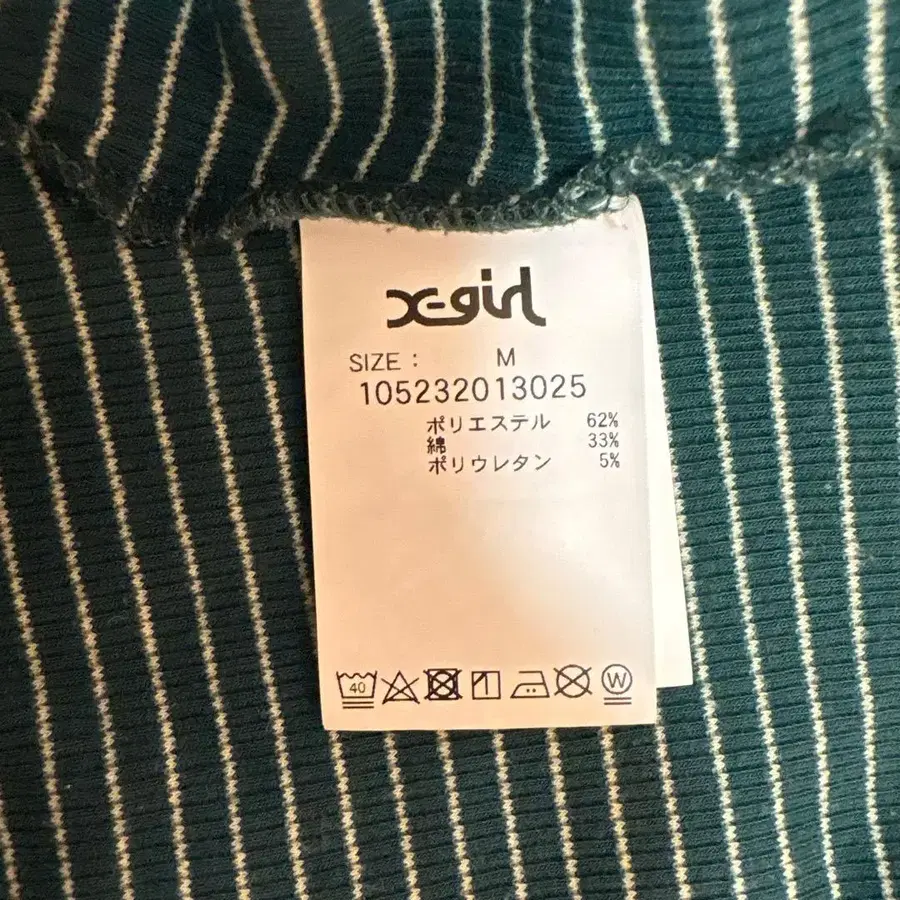 X-girl
SIZE : M
105232013025
ポリエステル 62%
綿 33%
ポリウレタン 5%
40 W